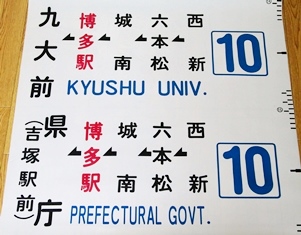 10
西新
六本松
城南
博多駅
九大前
KYUSHU UNIV.
10
西新
六本松
城南
博多駅
県庁
(吉塚駅前)
PREFECTURAL GOVT.